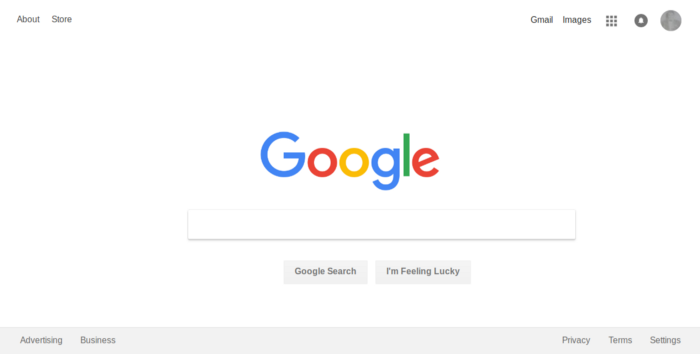 About Store Gmail Images
Google
Google Search I'm Feeling Lucky
Advertising Business Privacy Terms Settings